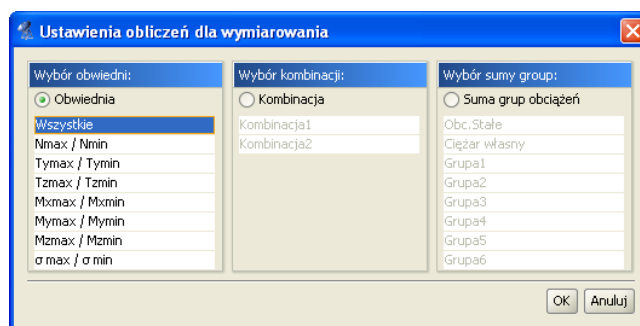 Ustawienia obliczeń dla wymiarowania
Wybór obwiedni:
Obwiednia
Wszystkie
Nmax / Nmin
Tymax / Tymin
Tzmax / Tzmin
Mxmax / Mxmin
Mymax / Mymin
Mzmax / Mzmin
σ max / σ min
Wybór kombinacji:
Kombinacja
Kombinacja1
Kombinacja2
Wybór sumy group:
Suma grup obciążeń
Obc.Stałe
Ciężar własny
Grupa1
Grupa2
Grupa3
Grupa4
Grupa5
Grupa6
OK
Anuluj